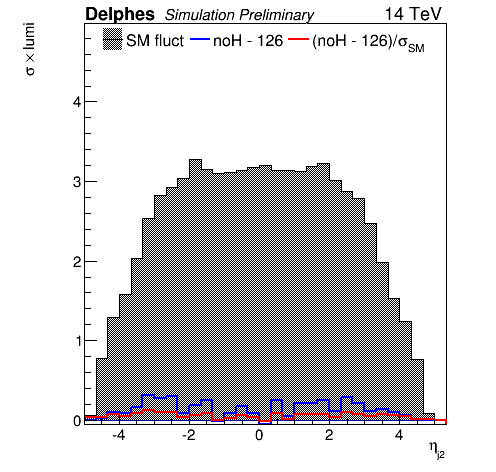 Delphes Simulation Preliminary 14 TeV
σ × lumi
SM fluct noH - 126 (noH - 126)/σSM
4
3
2
1
0
-4 -2 0 2 4
ηj2